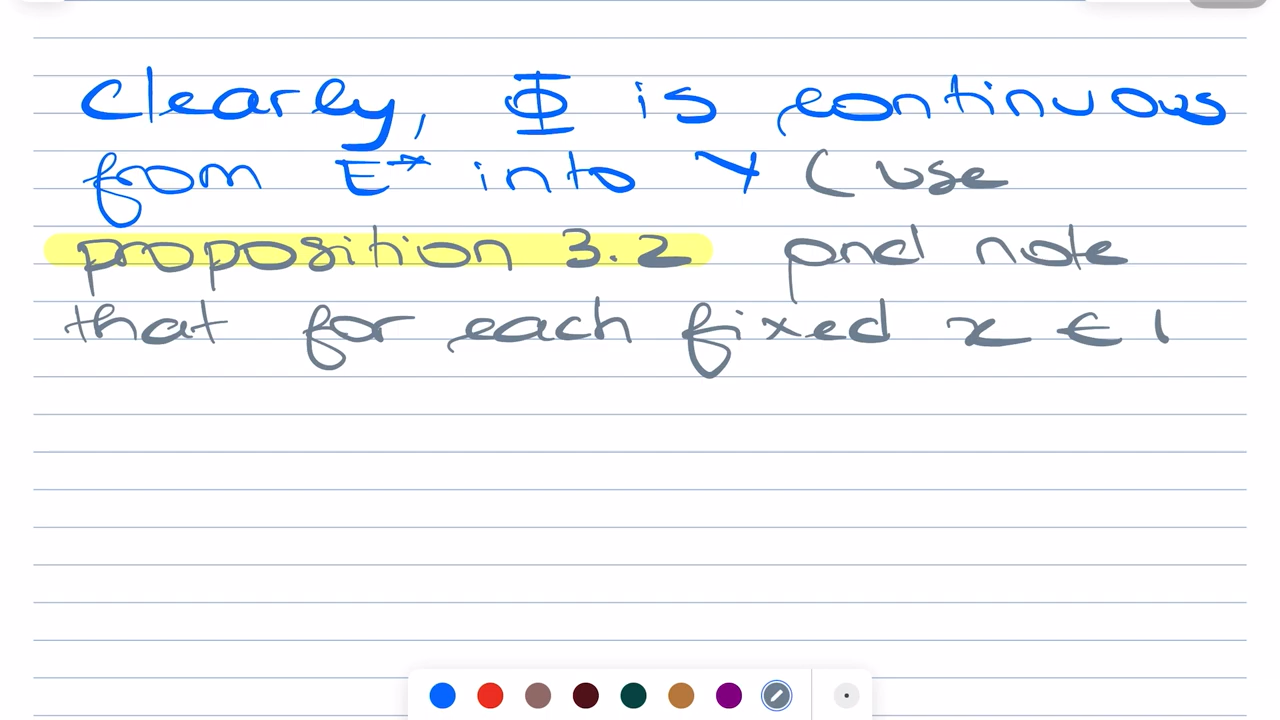 Clearly, Φ is continuous
from E* into Y (use
proposition 3.2 and note
that for each fixed x ∈